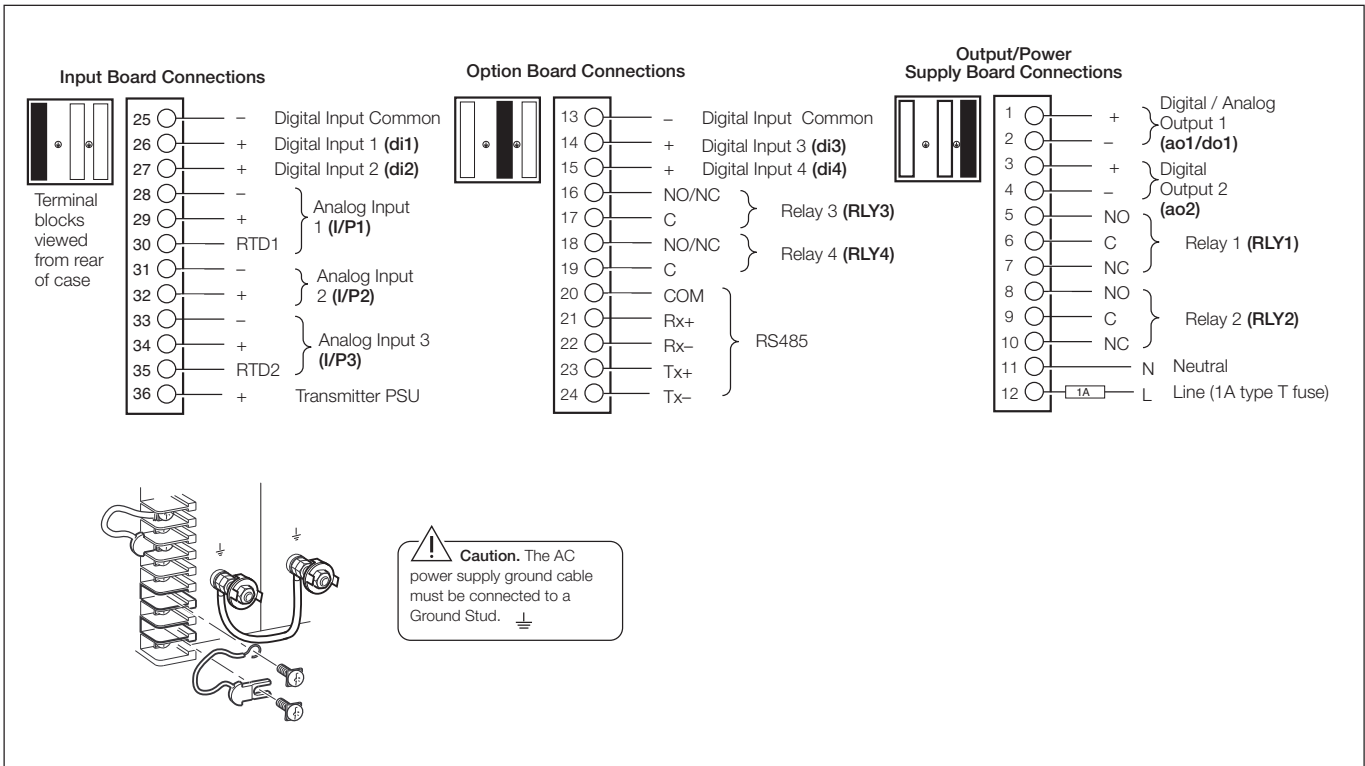 Input Board Connections
Terminal
blocks
viewed
from rear
of case
25 – Digital Input Common
26 + Digital Input 1 (di1)
27 + Digital Input 2 (di2)
28 –
29 +
30 RTD1
Analog Input
1 (I/P1)
31 –
32 +
Analog Input
2 (I/P2)
33 –
34 +
35 RTD2
Analog Input 3
(I/P3)
36 + Transmitter PSU
Option Board Connections
13 – Digital Input Common
14 + Digital Input 3 (di3)
15 + Digital Input 4 (di4)
16 NO/NC
17 C
Relay 3 (RLY3)
18 NO/NC
19 C
Relay 4 (RLY4)
20 COM
21 Rx+
22 Rx–
23 Tx+
24 Tx–
RS485
Output/Power
Supply Board Connections
1 +
2 –
Digital / Analog
Output 1
(ao1/do1)
3 +
4 –
Digital
Output 2
(ao2)
5 NO
6 C
7 NC
Relay 1 (RLY1)
8 NO
9 C
10 NC
Relay 2 (RLY2)
11 N Neutral
12 1A L Line (1A type T fuse)
Caution. The AC
power supply ground cable
must be connected to a
Ground Stud.